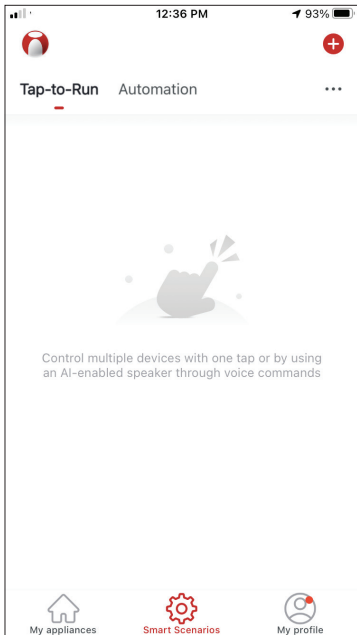 12:36 PM
93%
Tap-to-Run Automation
Control multiple devices with one tap or by using
an AI-enabled speaker through voice commands
My appliances Smart Scenarios My profile